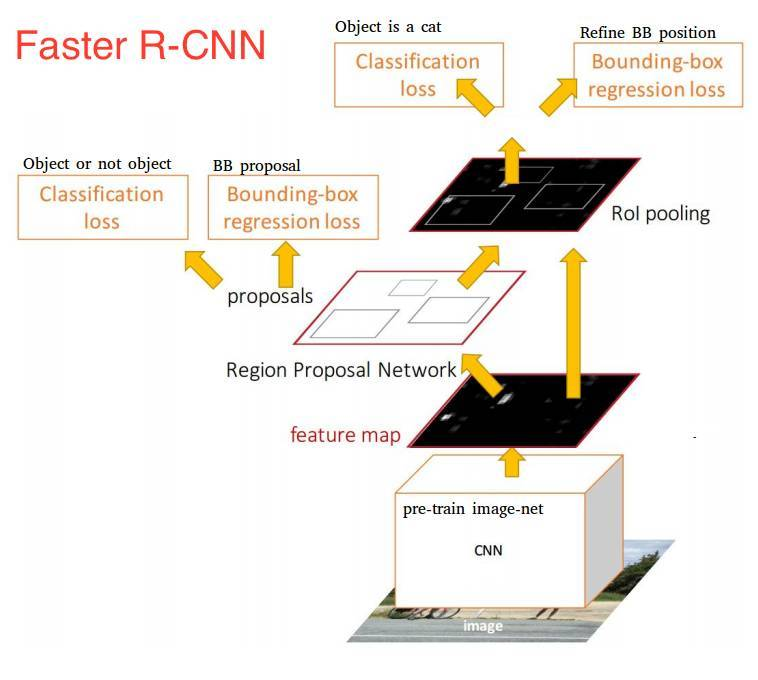 Faster R-CNN
Object is a cat
Classification
loss
Refine BB position
Bounding-box
regression loss
Object or not object
Classification
loss
BB proposal
Bounding-box
regression loss
RoI pooling
proposals
Region Proposal Network
feature map
pre-train image-net
CNN
image